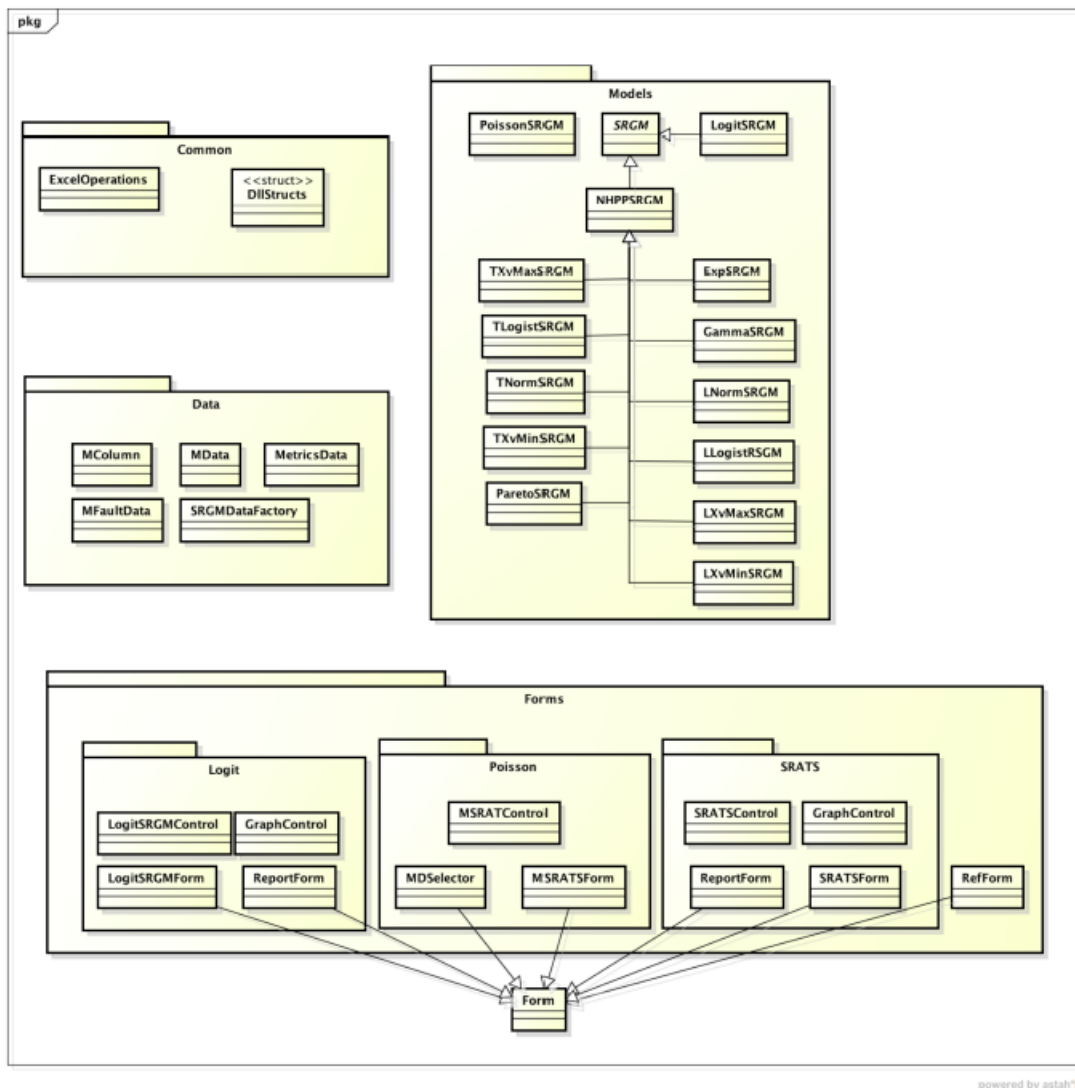 pkg
Models
PoissonSRGM
SRGM
LogitSRGM
NHPPSRGM
TXvMaxSRGM
ExpSRGM
TLogistSRGM
GammaSRGM
TNormSRGM
LNormSRGM
TXvMinSRGM
LLogistRSGM
ParetoSRGM
LXvMaxSRGM
LXvMinSRGM
Common
ExcelOperations
<<struct>>
DllStructs
Data
MColumn
MData
MetricsData
MFaultData
SRGMDataFactory
Forms
Logit
LogitSRGMControl
GraphControl
LogitSRGMForm
ReportForm
Poisson
MSRATControl
MDSelector
MSRATSForm
SRATS
SRATSControl
GraphControl
ReportForm
SRATSForm
RefForm
Form
powered by astah